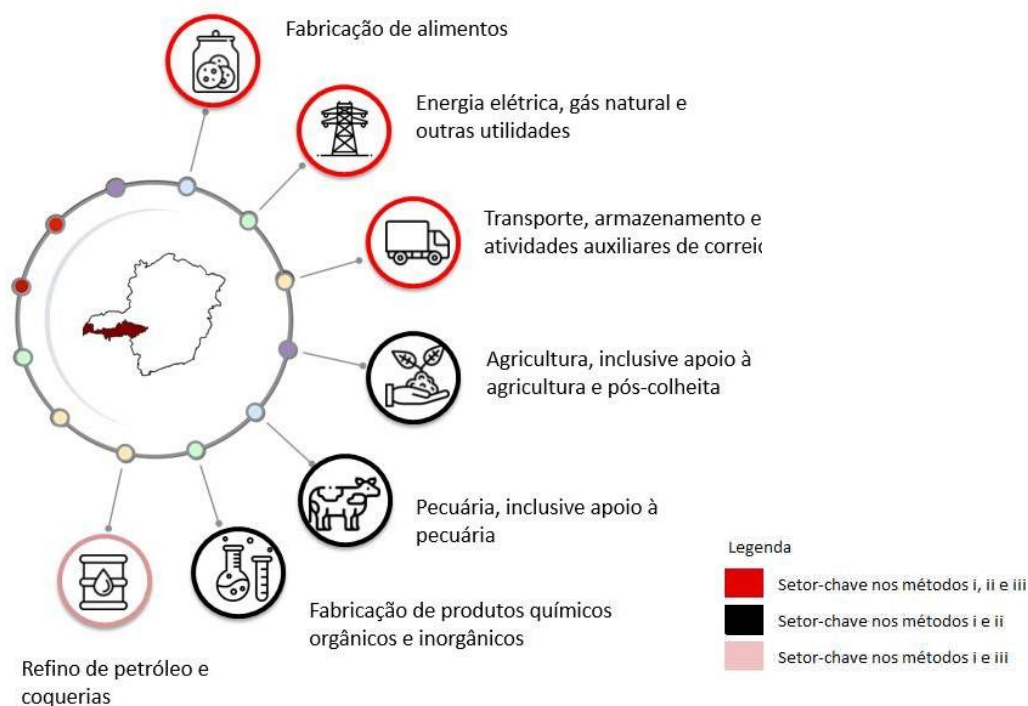 Fabricação de alimentos
Energia elétrica, gás natural e
outras utilidades
Transporte, armazenamento e
atividades auxiliares de correio
Agricultura, inclusive apoio à
agricultura e pós-colheita
Pecuária, inclusive apoio à
pecuária
Fabricação de produtos químicos
orgânicos e inorgânicos
Refino de petróleo e
coquerias
Legenda
Setor-chave nos métodos i, ii e iii
Setor-chave nos métodos i e ii
Setor-chave nos métodos i e iii